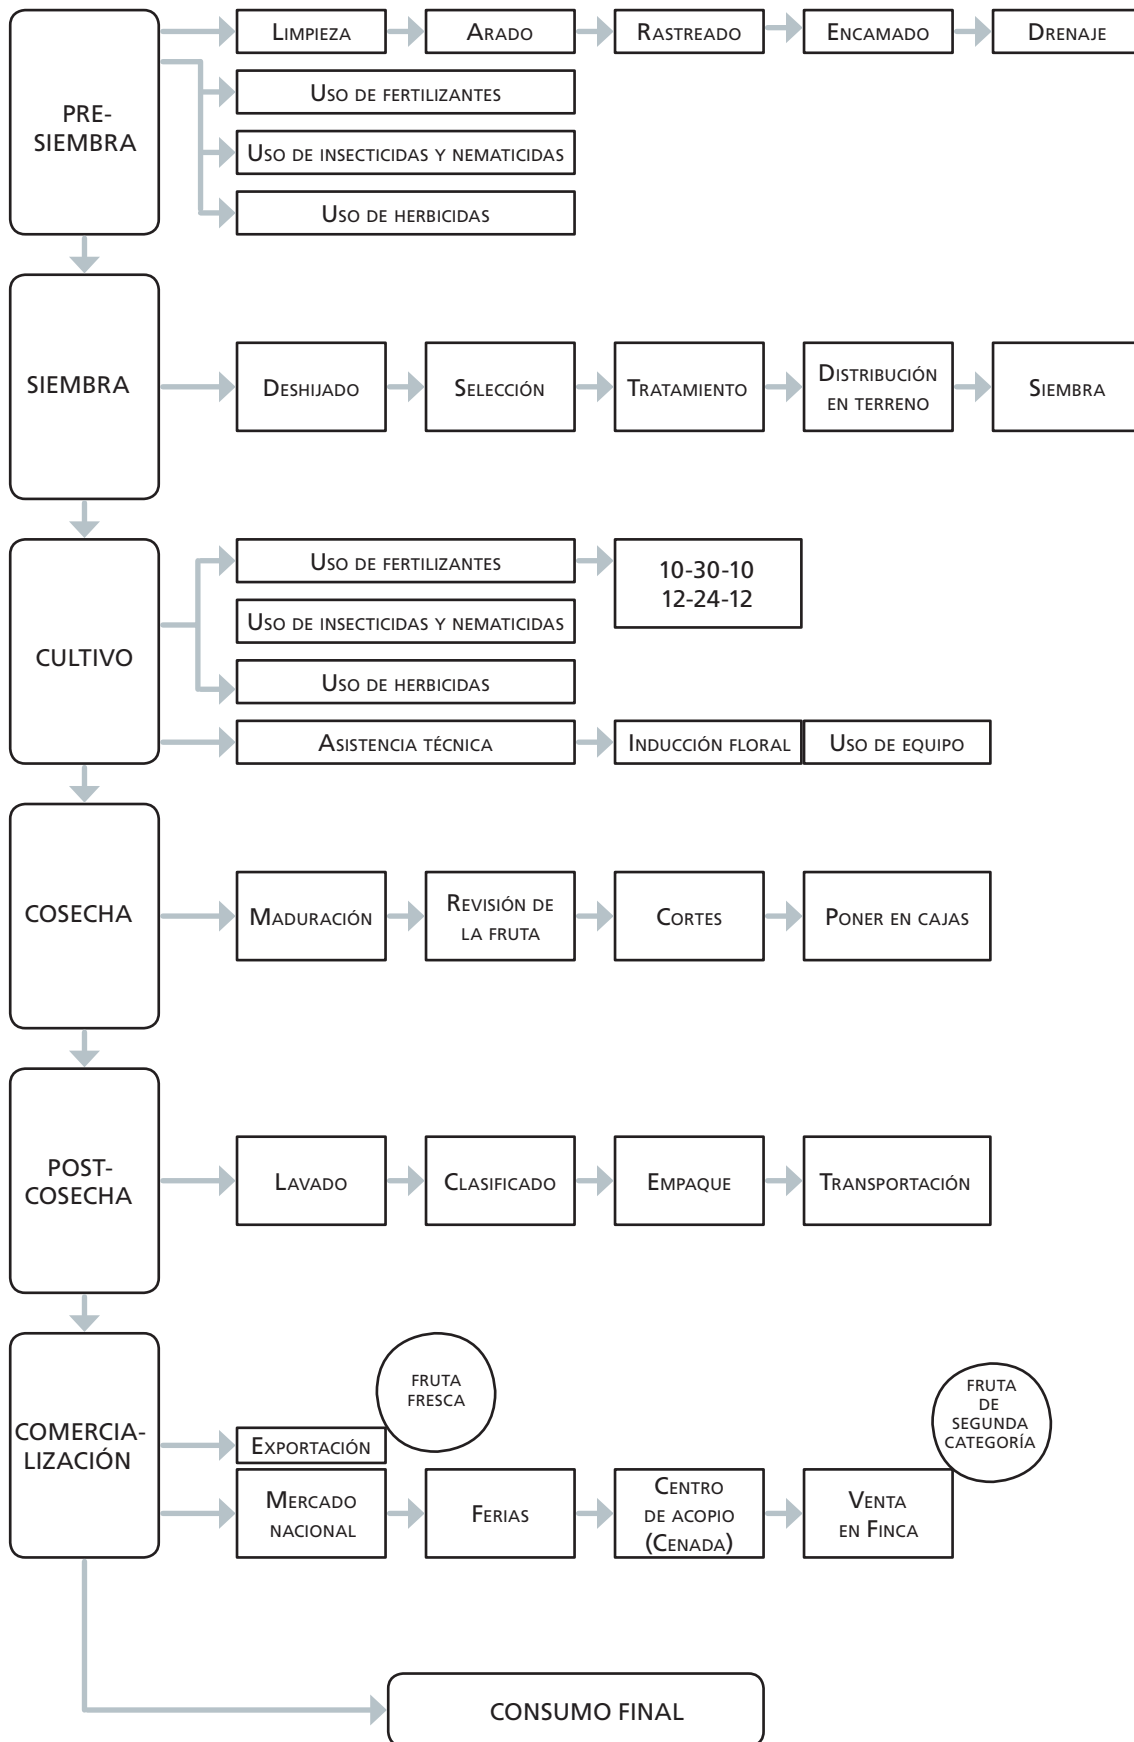 PRE-
SIEMBRA
Limpieza
Arado
Rastreado
Encamado
Drenaje
Uso de fertilizantes
Uso de insecticidas y nematicidas
Uso de herbicidas
SIEMBRA
Deshijado
Selección
Tratamiento
Distribución
en terreno
Siembra
CULTIVO
Uso de fertilizantes
10-30-10
12-24-12
Uso de insecticidas y nematicidas
Uso de herbicidas
Asistencia técnica
Inducción floral
Uso de equipo
COSECHA
Maduración
Revisión de
la fruta
Cortes
Poner en cajas
POST-
COSECHA
Lavado
Clasificado
Empaque
Transportación
COMERCIA-
LIZACIÓN
Exportación
FRUTA
FRESCA
Mercado
nacional
Ferias
Centro
de acopio
(Cenada)
Venta
en Finca
FRUTA
DE
SEGUNDA
CATEGORÍA
CONSUMO FINAL